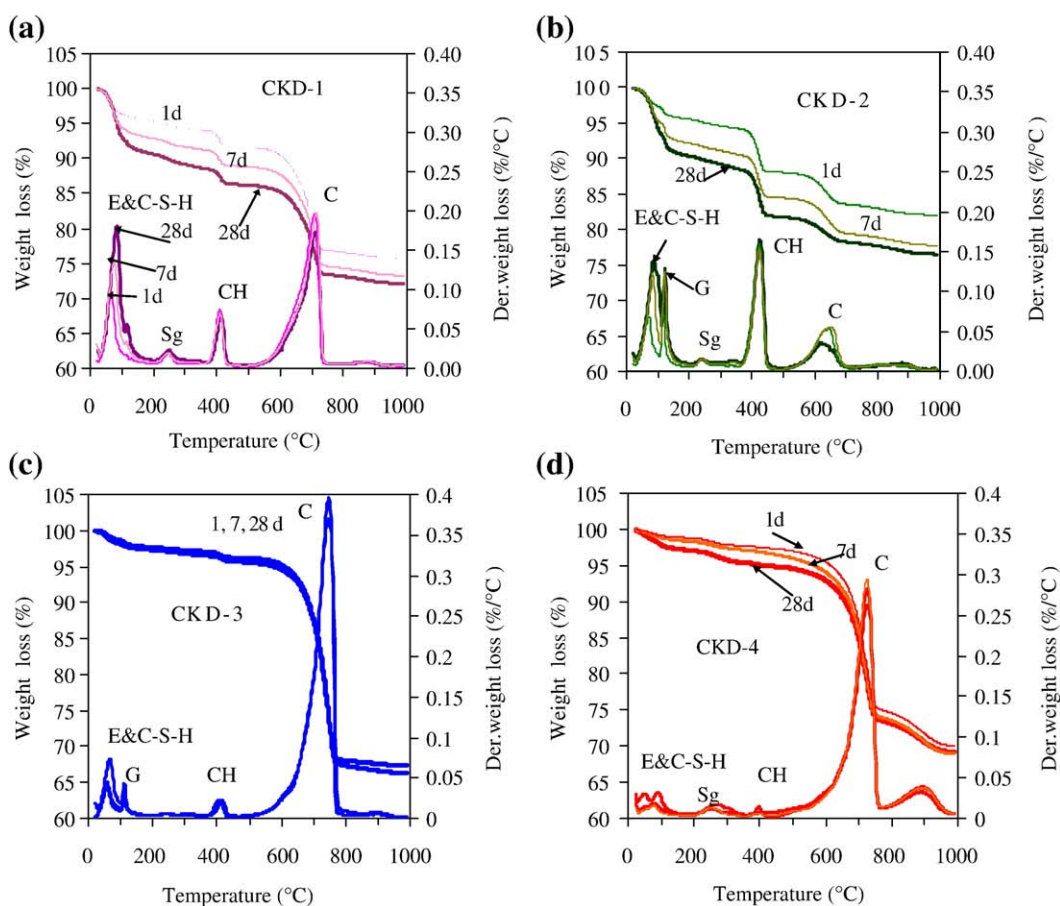 (a)
105
100
95
90
85
80
75
70
65
60
0.40
0.35
0.30
0.25
0.20
0.15
0.10
0.05
0.00
Weight loss (%)
Der.weight loss (%/°C)
CKD-1
1d
7d
28d
C
E&C-S-H
28d
7d
1d
Sg
CH
0 200 400 600 800 1000
Temperature (°C)
(b)
105
100
95
90
85
80
75
70
65
60
0.40
0.35
0.30
0.25
0.20
0.15
0.10
0.05
0.00
Weight loss (%)
Der.weight loss (%/°C)
CKD-2
1d
28d
7d
E&C-S-H
G
CH
Sg
C
0 200 400 600 800 1000
Temperature (°C)
(c)
105
100
95
90
85
80
75
70
65
60
0.4
0.35
0.3
0.25
0.2
0.15
0.1
0.05
0
Weight loss (%)
Der.weight loss (%/°C)
1, 7, 28 d
C
CKD-3
E&C-S-H
G
CH
0 200 400 600 800 1000
Temperature (°C)
(d)
105
100
95
90
85
80
75
70
65
60
0.4
0.35
0.3
0.25
0.2
0.15
0.1
0.05
0
Weight loss (%)
Der.weight loss (%/°C)
1d
7d
C
28d
CKD-4
E&C-S-H
Sg
CH
0 200 400 600 800 1000
Temperature (°C)